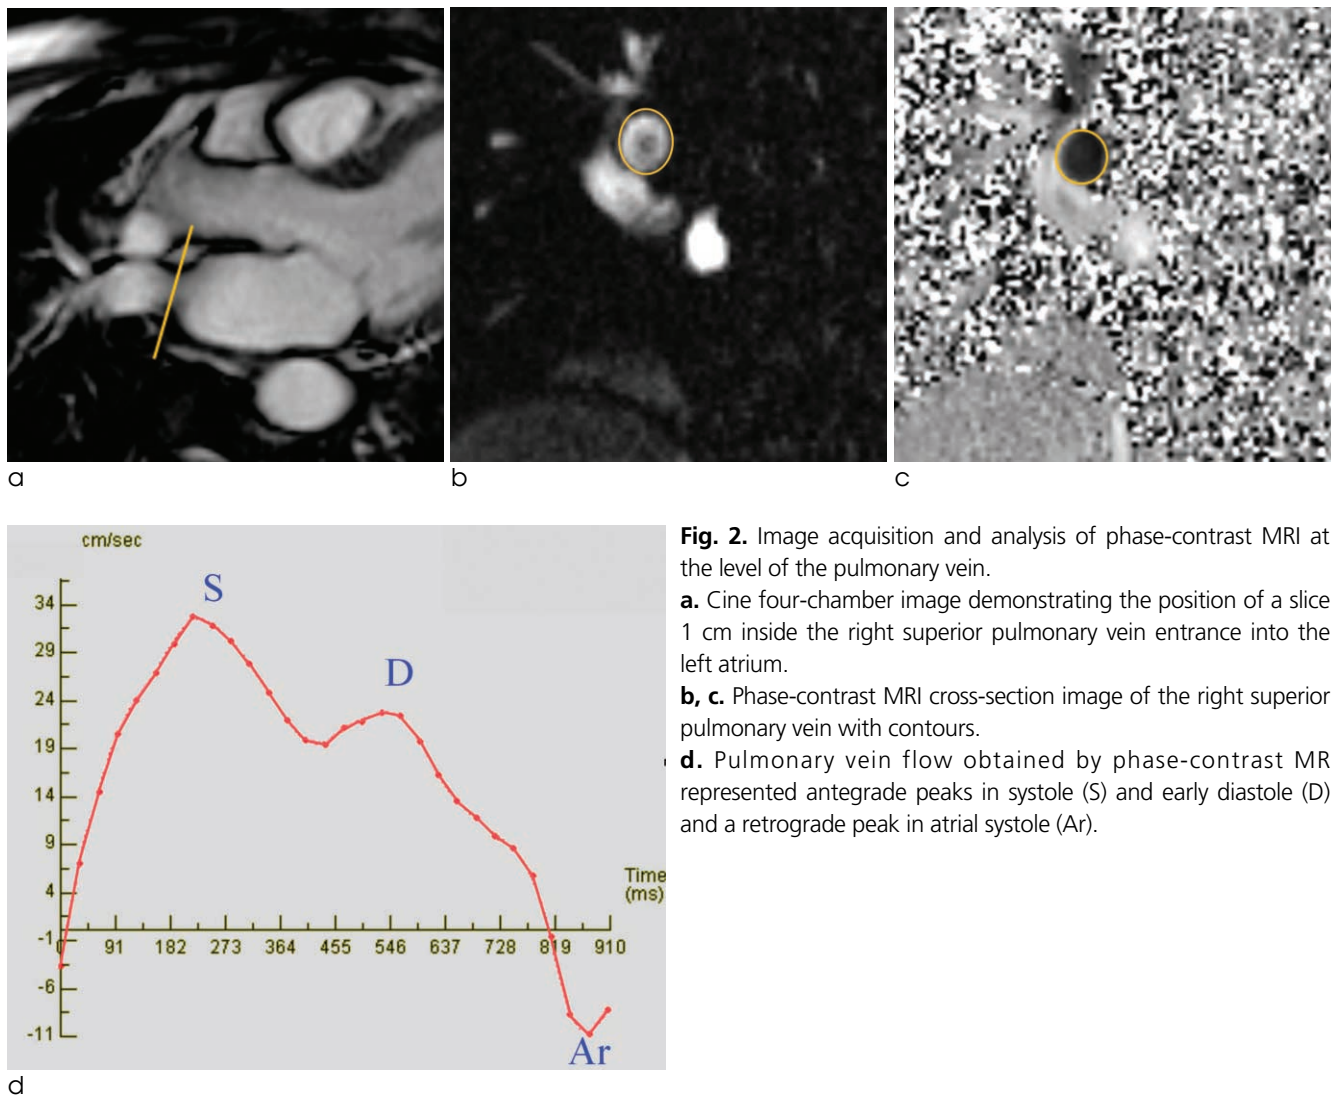 a
b
c
cm/sec
S
D
Ar
34
29
24
19
14
9
4
-1
-6
-11
0 91 182 273 364 455 546 637 728 819 910
Time
(ms)
d
Fig. 2. Image acquisition and analysis of phase-contrast MRI at
the level of the pulmonary vein.
a. Cine four-chamber image demonstrating the position of a slice
1 cm inside the right superior pulmonary vein entrance into the
left atrium.
b, c. Phase-contrast MRI cross-section image of the right superior
pulmonary vein with contours.
d. Pulmonary vein flow obtained by phase-contrast MR
represented antegrade peaks in systole (S) and early diastole (D)
and a retrograde peak in atrial systole (Ar).